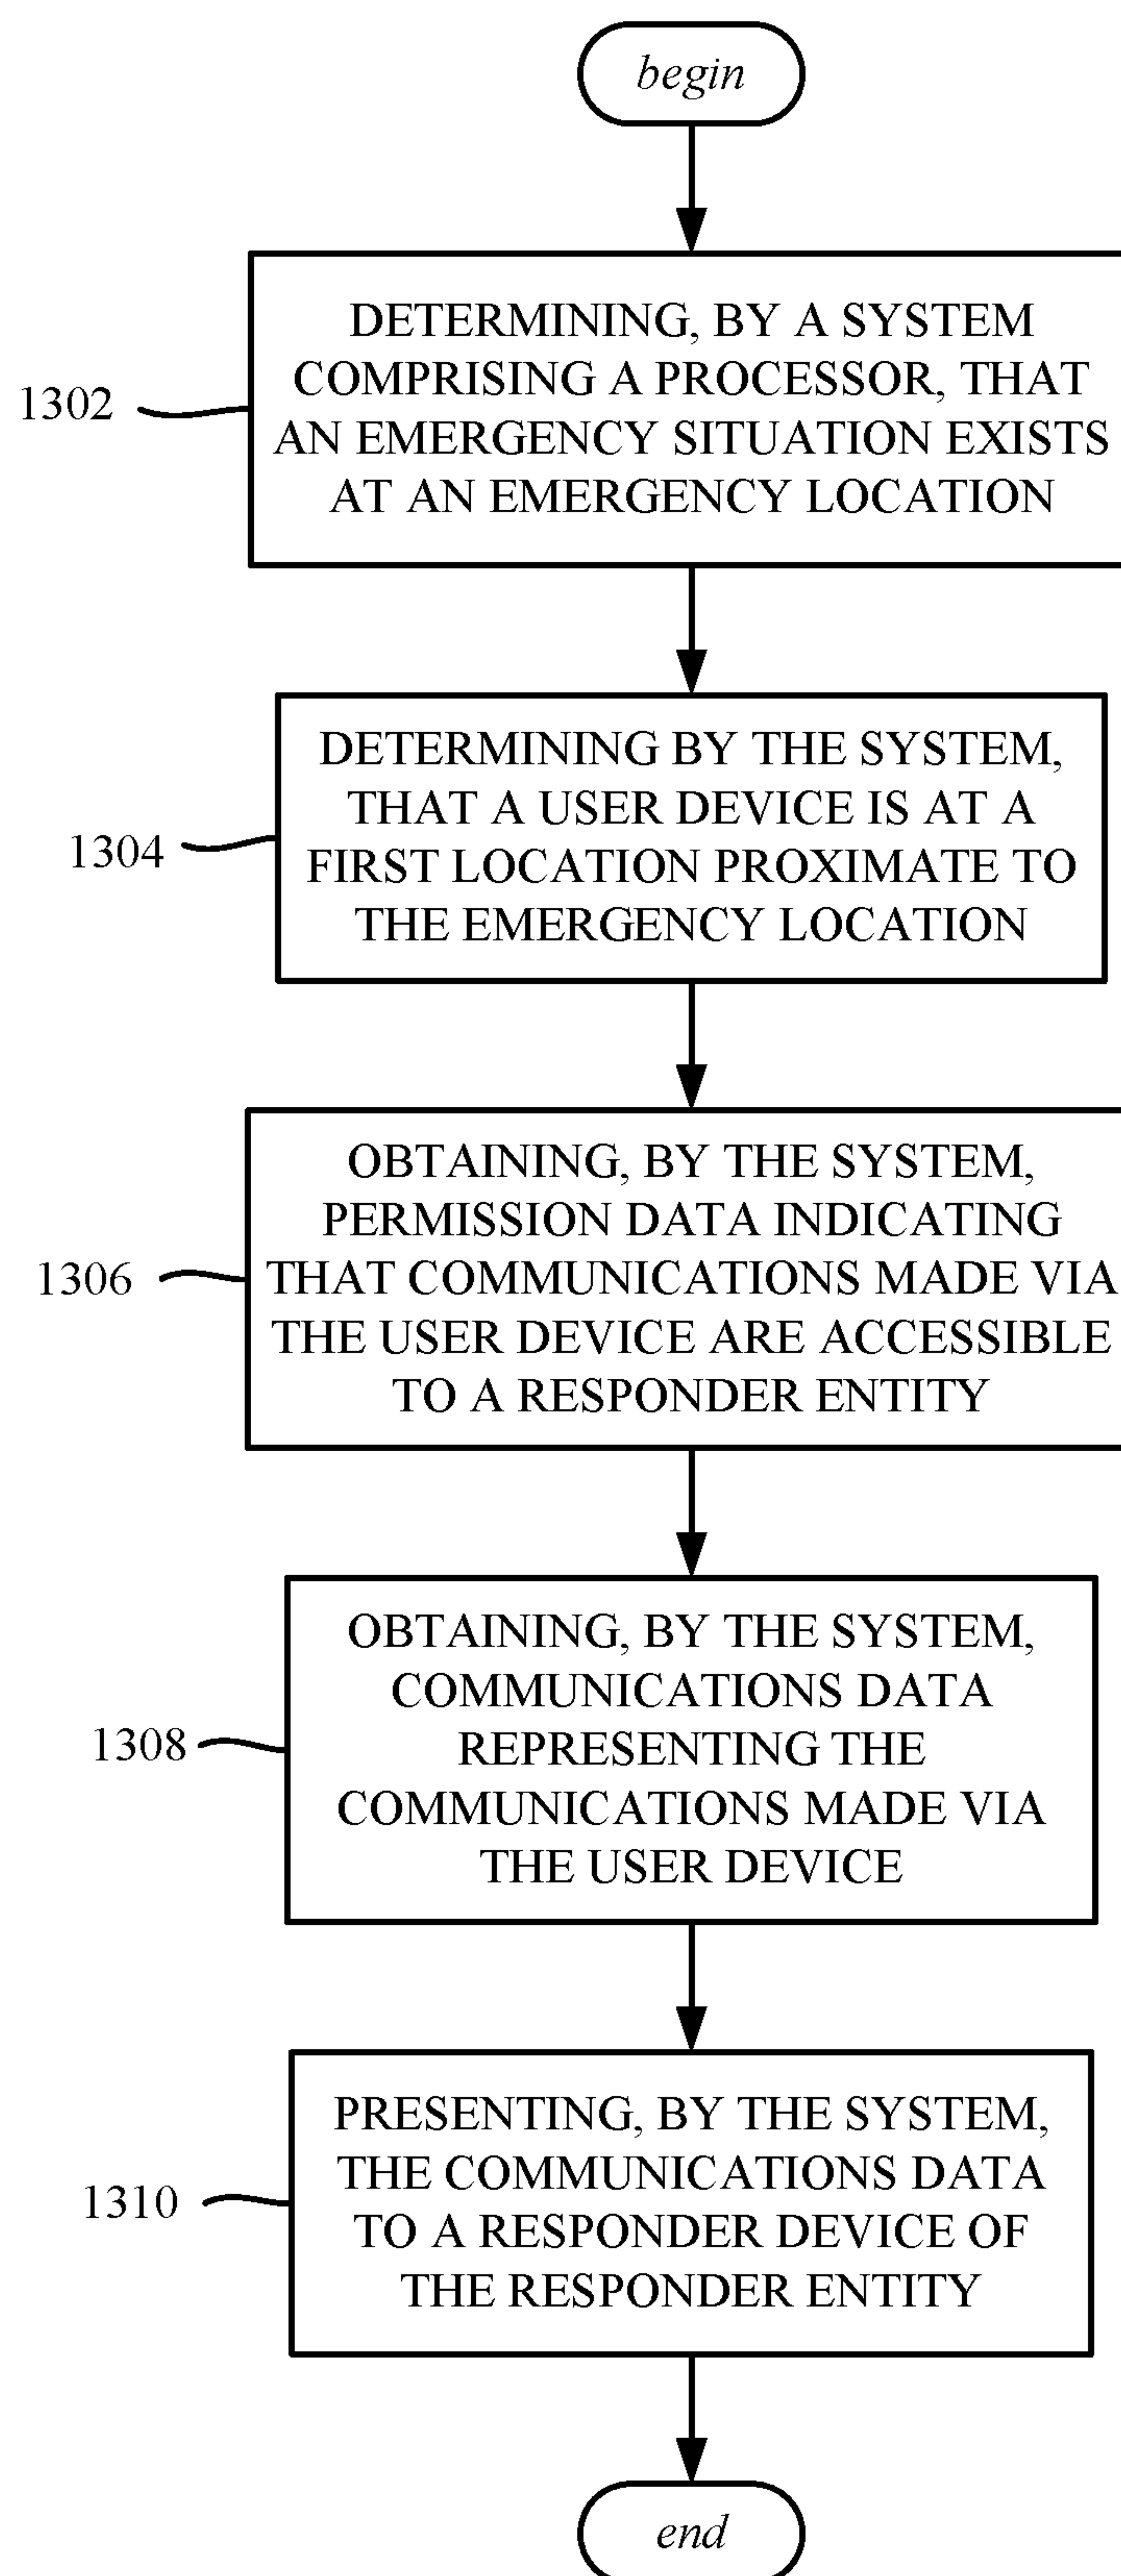 begin
DETERMINING, BY A SYSTEM
COMPRISING A PROCESSOR, THAT
AN EMERGENCY SITUATION EXISTS
AT AN EMERGENCY LOCATION
1302
DETERMINING BY THE SYSTEM,
THAT A USER DEVICE IS AT A
FIRST LOCATION PROXIMATE TO
THE EMERGENCY LOCATION
1304
OBTAINING, BY THE SYSTEM,
PERMISSION DATA INDICATING
THAT COMMUNICATIONS MADE VIA
THE USER DEVICE ARE ACCESSIBLE
TO A RESPONDER ENTITY
1306
OBTAINING, BY THE SYSTEM,
COMMUNICATIONS DATA
REPRESENTING THE
COMMUNICATIONS MADE VIA
THE USER DEVICE
1308
PRESENTING, BY THE SYSTEM,
THE COMMUNICATIONS DATA
TO A RESPONDER DEVICE OF
THE RESPONDER ENTITY
1310
end